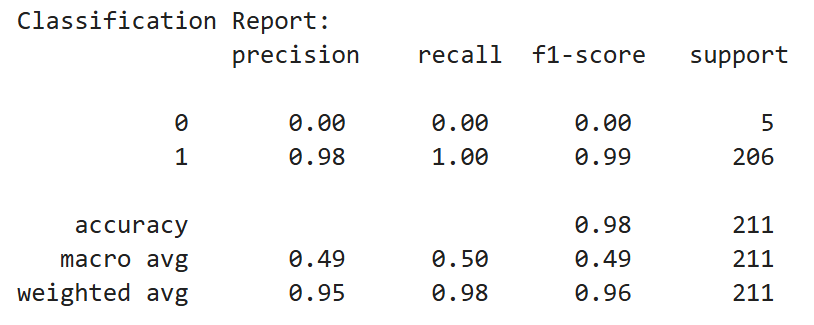 Classification Report:
precision recall f1-score support
0 0.00 0.00 0.00 5
1 0.98 1.00 0.99 206
accuracy 0.98 211
macro avg 0.49 0.50 0.49 211
weighted avg 0.95 0.98 0.96 211